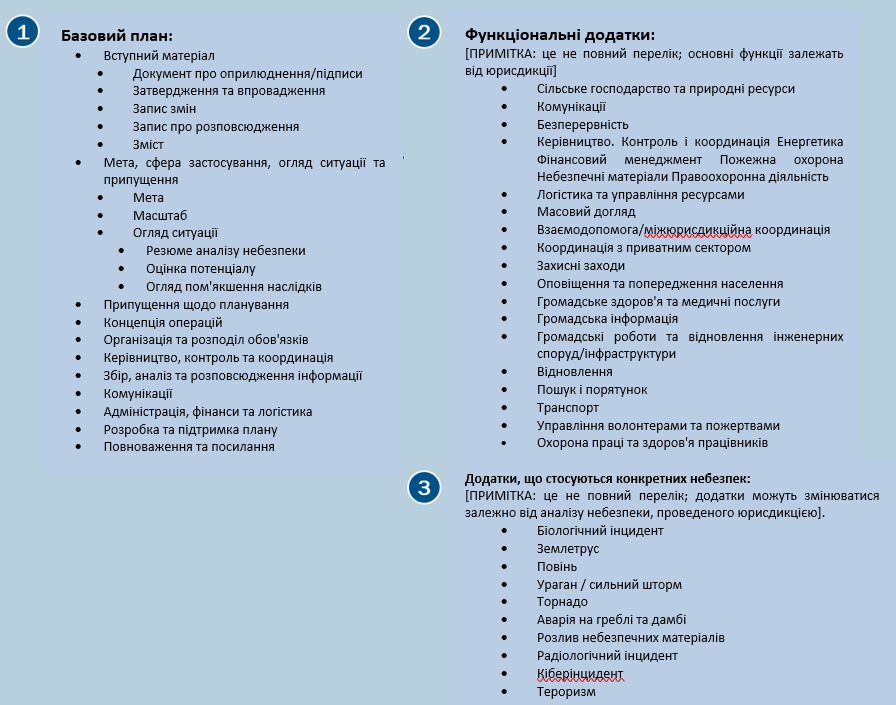 1
Базовий план:
• Вступний матеріал
• Документ про оприлюднення/підписи
• Затвердження та впровадження
• Запис змін
• Запис про розповсюдження
• Зміст
• Мета, сфера застосування, огляд ситуації та
припущення
• Мета
• Масштаб
• Огляд ситуації
• Резюме аналізу небезпеки
• Оцінка потенціалу
• Огляд пом'якшення наслідків
• Припущення щодо планування
• Концепція операцій
• Організація та розподіл обов'язків
• Керівництво, контроль та координація
• Збір, аналіз та розповсюдження інформації
• Комунікації
• Адміністрація, фінанси та логістика
• Розробка та підтримка плану
• Повноваження та посилання
2
Функціональні додатки:
[ПРИМІТКА: це не повний перелік; основні функції залежать
від юрисдикції]
• Сільське господарство та природні ресурси
• Комунікації
• Безперервність
• Керівництво. Контроль і координація Енергетика
Фінансовий менеджмент Пожежна охорона
Небезпечні матеріали Правоохоронна діяльність
• Логістика та управління ресурсами
• Масовий догляд
• Взаємодопомога/міжюрисдикційна координація
• Координація з приватним сектором
• Захисні заходи
• Оповіщення та попередження населення
• Громадське здоров'я та медичні послуги
• Громадська інформація
• Громадські роботи та відновлення інженерних
споруд/інфраструктури
• Відновлення
• Пошук і порятунок
• Транспорт
• Управління волонтерами та пожертвами
• Охорона праці та здоров'я працівників
3
Додатки, що стосуються конкретних небезпек:
[ПРИМІТКА: це не повний перелік; додатки можуть змінюватися
залежно від аналізу небезпеки, проведеного юрисдикцією].
• Біологічний інцидент
• Землетрус
• Повінь
• Ураган / сильний шторм
• Торнадо
• Аварія на греблі та дамбі
• Розлив небезпечних матеріалів
• Радіологічний інцидент
• Кіберінцидент
• Тероризм